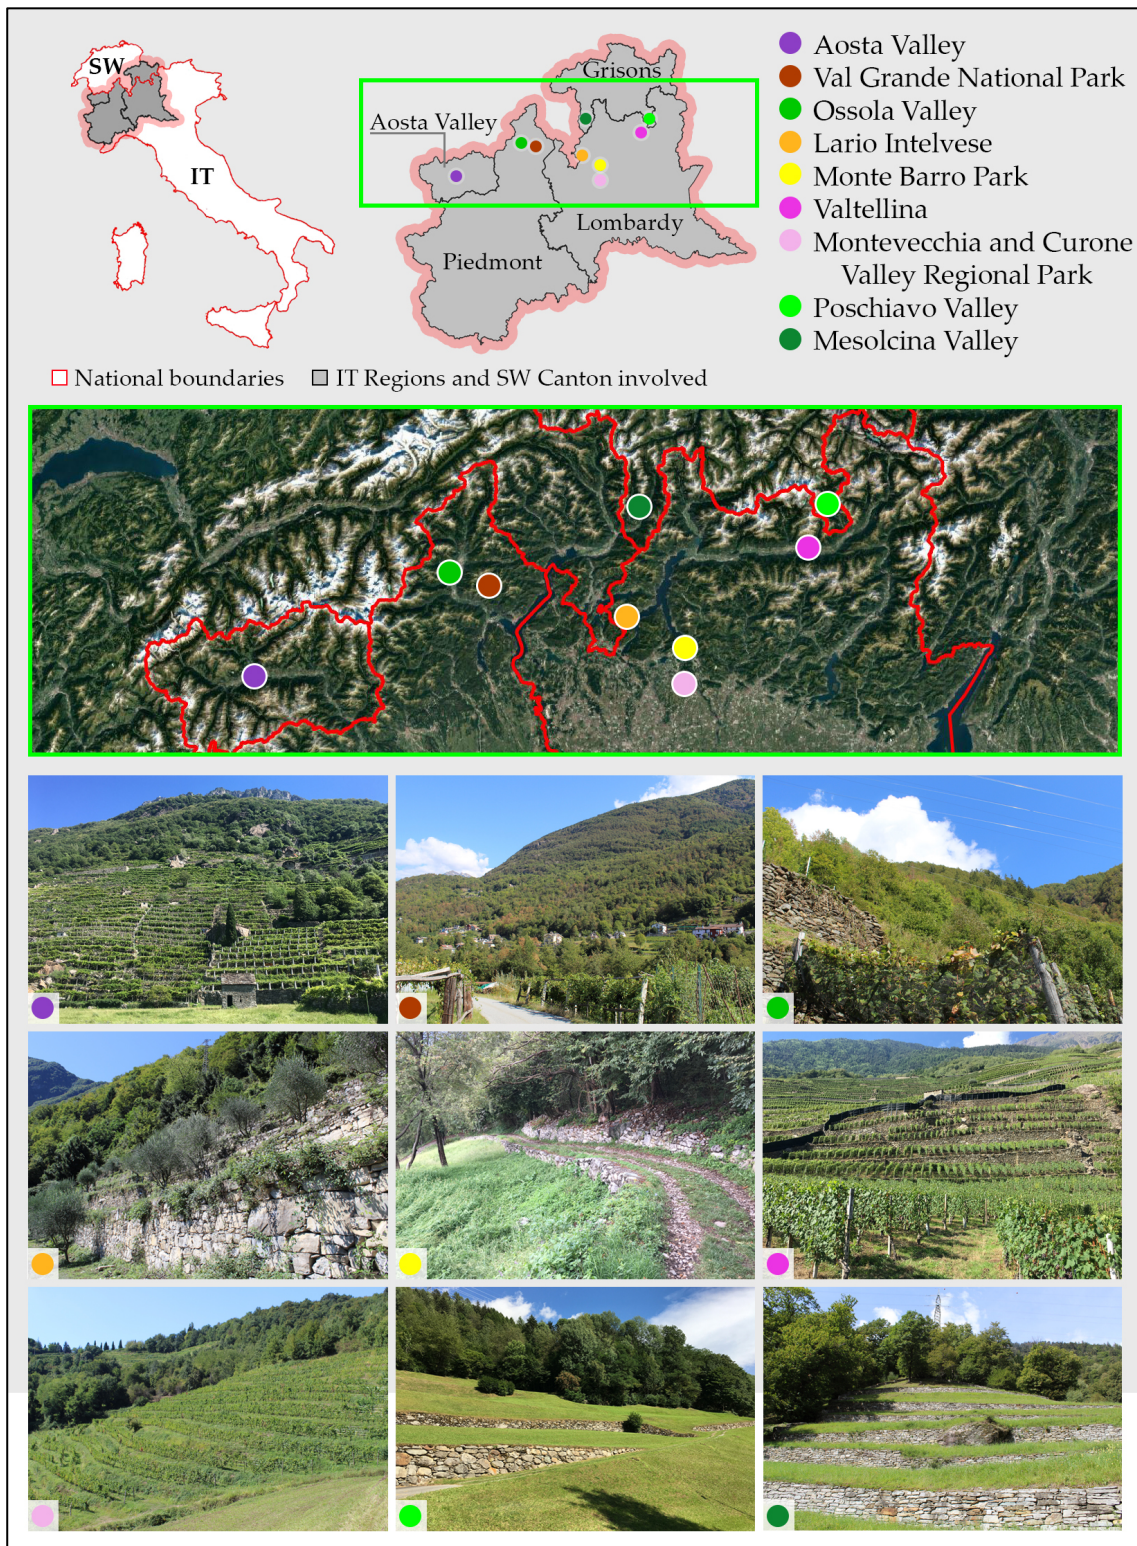 SW
IT
Grisons
Aosta Valley
Lombardy
Piedmont
Aosta Valley
Val Grande National Park
Ossola Valley
Lario Intelvese
Monte Barro Park
Valtellina
Montevecchia and Curone
Valley Regional Park
Poschiavo Valley
Mesolcina Valley
National boundaries
IT Regions and SW Canton involved